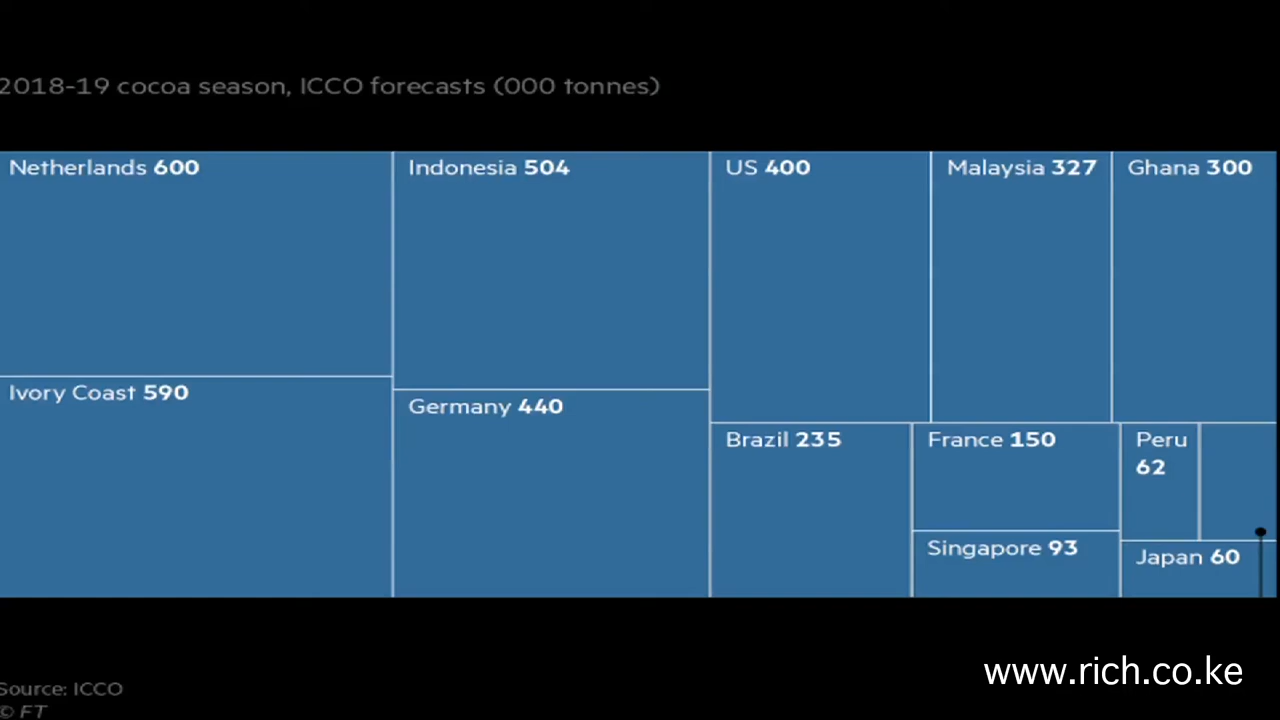 2018-19 cocoa season, ICCO forecasts (000 tonnes)
Netherlands 600
Indonesia 504
US 400
Malaysia 327
Ghana 300
Ivory Coast 590
Germany 440
Brazil 235
France 150
Peru
62
Singapore 93
Japan 60
www.rich.co.ke
Source: ICCO
© FT